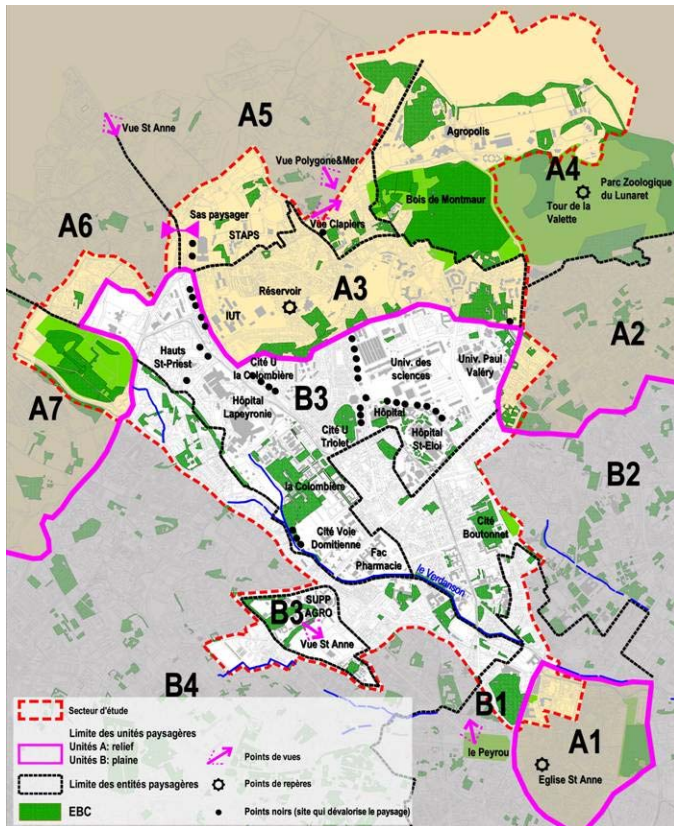 A5
Vue St Anne
Agropolis
Vue Polygone&Mer
A4
Bois de Montmaur
Parc Zoologique
du Lunaret
Tour de la
Valette
A6
Sas paysager
STAPS
Vue Clapiers
A3
Réservoir
IUT
A2
Hauts
St-Priest
Cité U
la Colombière
Univ. des
sciences
Univ. Paul
Valéry
A7
B3
Hôpital
Lapeyronie
Hôpital
Cité U
Triolet
Hôpital
St-Eloi
B2
la Colombière
Cité
Boutonnet
Cité Voie
Domitienne
Fac
Pharmacie
le Verdanson
SUPP
AGRO
B3
Vue St Anne
B4
B1
le Peyrou
A1
Eglise St Anne
Secteur d'étude
Limite des unités paysagères
Unités A: relief
Unités B: plaine
Points de vues
Limite des entités paysagères
Points de repères
EBC
Points noirs (site qui dévalorise le paysage)